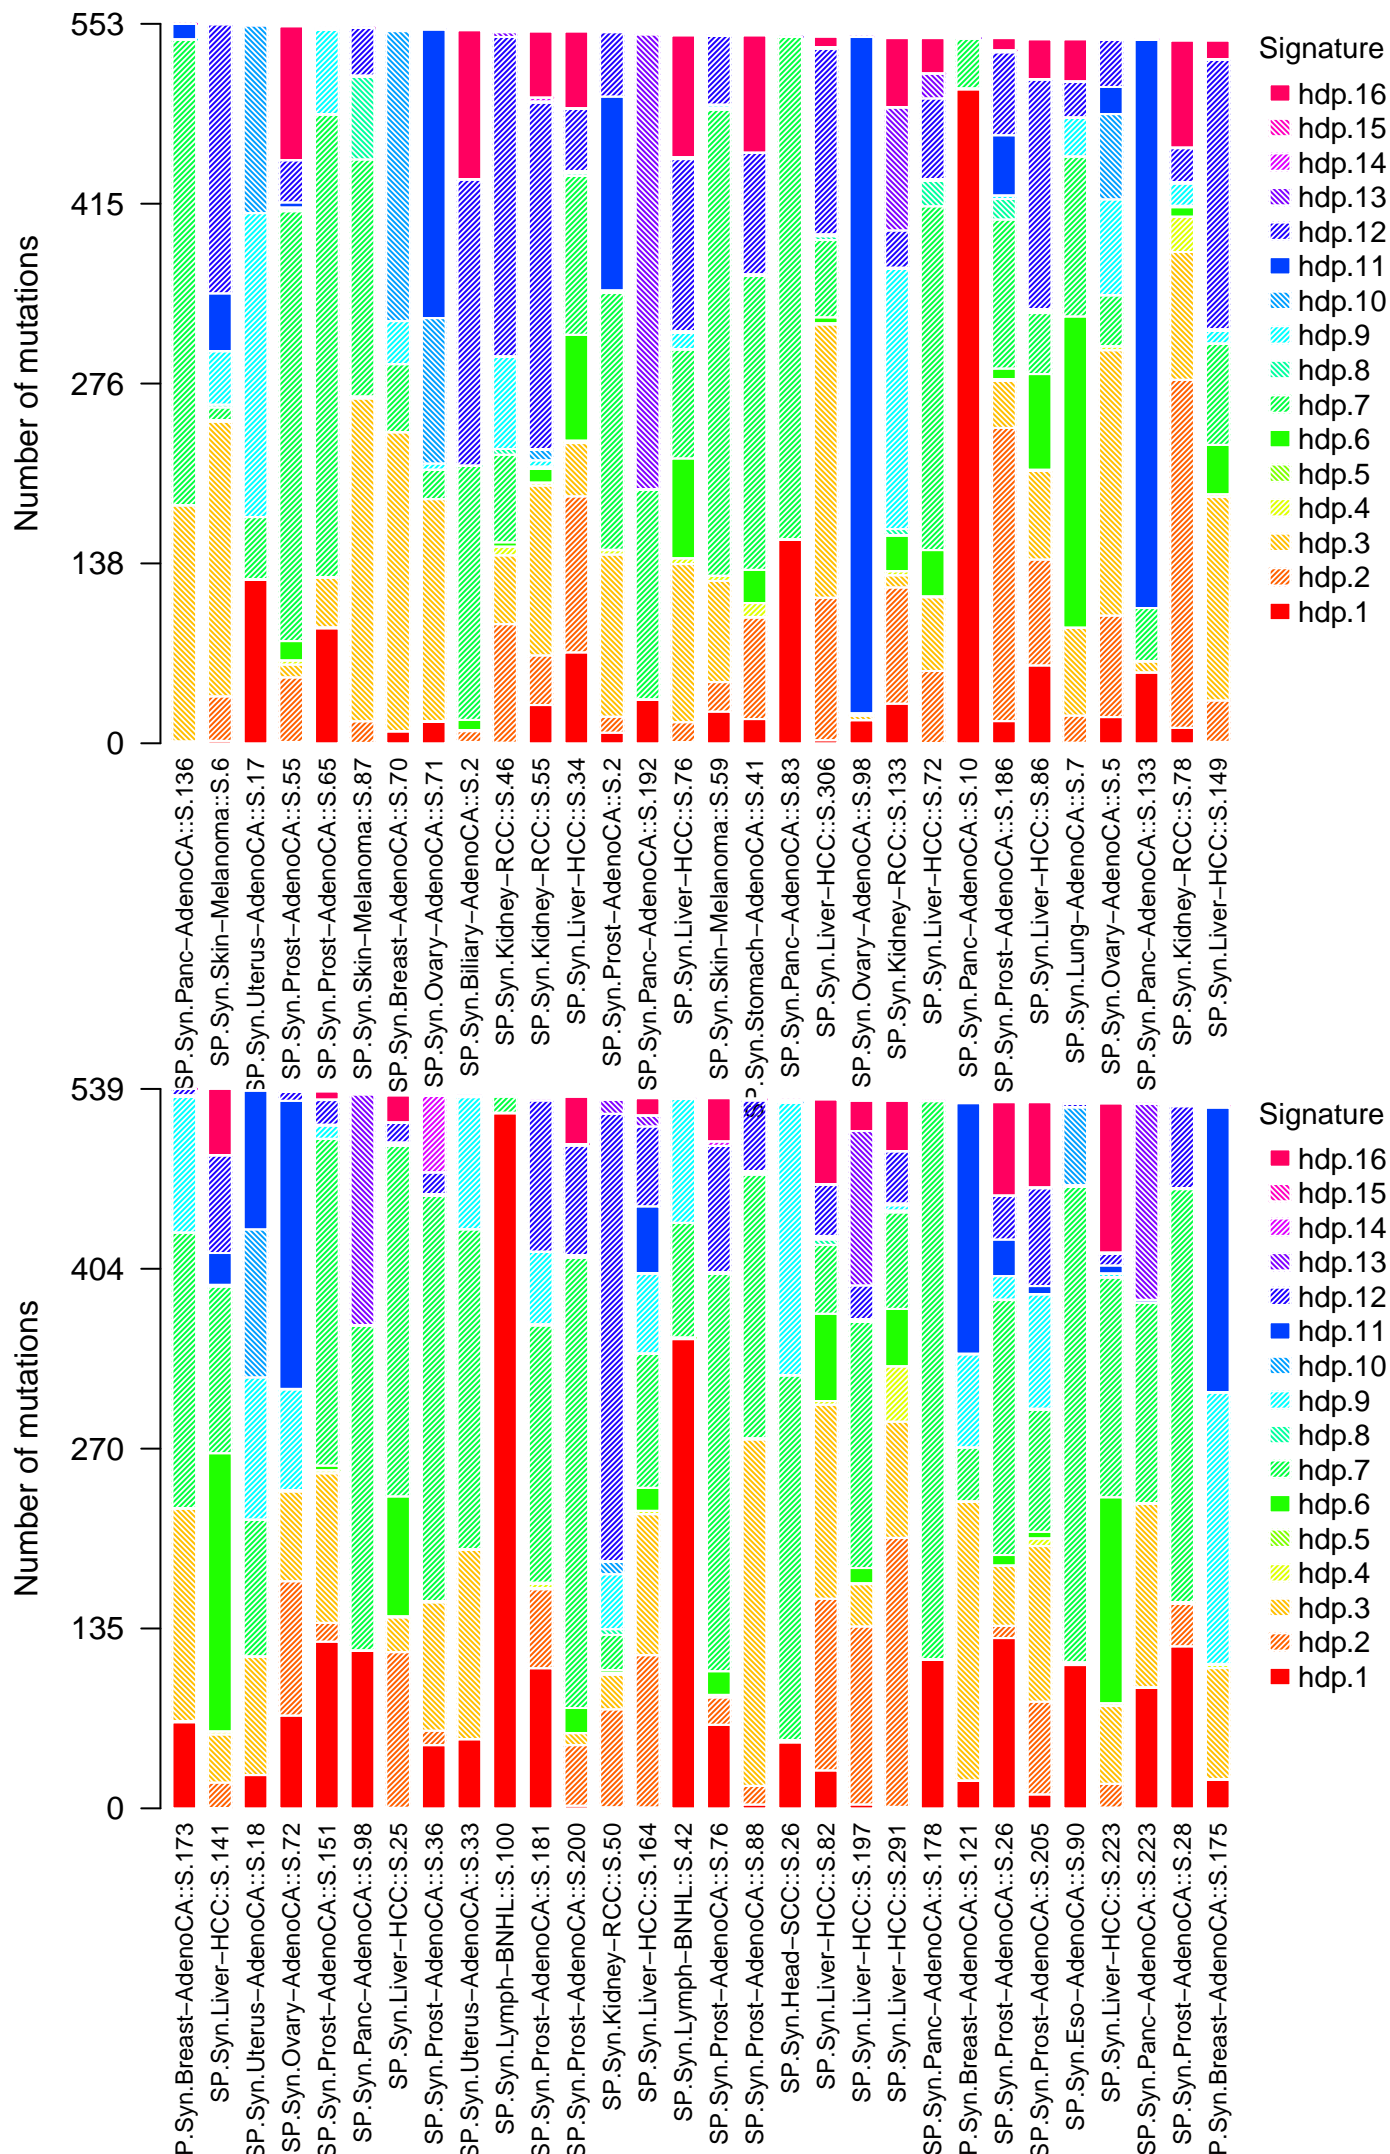 Number of mutations
553
415
276
138
0
Signature
hdp.16
hdp.15
hdp.14
hdp.13
hdp.12
hdp.11
hdp.10
hdp.9
hdp.8
hdp.7
hdp.6
hdp.5
hdp.4
hdp.3
hdp.2
hdp.1
SP.Syn.Panc−AdenoCA::S.136
SP.Syn.Skin−Melanoma::S.6
SP.Syn.Uterus−AdenoCA::S.17
SP.Syn.Prost−AdenoCA::S.55
SP.Syn.Prost−AdenoCA::S.65
SP.Syn.Skin−Melanoma::S.87
SP.Syn.Breast−AdenoCA::S.70
SP.Syn.Ovary−AdenoCA::S.71
SP.Syn.Biliary−AdenoCA::S.2
SP.Syn.Kidney−RCC::S.46
SP.Syn.Kidney−RCC::S.55
SP.Syn.Liver−HCC::S.34
SP.Syn.Prost−AdenoCA::S.2
SP.Syn.Panc−AdenoCA::S.192
SP.Syn.Liver−HCC::S.76
SP.Syn.Skin−Melanoma::S.59
SP.Syn.Stomach−AdenoCA::S.41
SP.Syn.Panc−AdenoCA::S.83
SP.Syn.Liver−HCC::S.306
SP.Syn.Ovary−AdenoCA::S.98
SP.Syn.Kidney−RCC::S.133
SP.Syn.Liver−HCC::S.72
SP.Syn.Panc−AdenoCA::S.10
SP.Syn.Prost−AdenoCA::S.186
SP.Syn.Liver−HCC::S.86
SP.Syn.Lung−AdenoCA::S.7
SP.Syn.Ovary−AdenoCA::S.5
SP.Syn.Panc−AdenoCA::S.133
SP.Syn.Kidney−RCC::S.78
SP.Syn.Liver−HCC::S.149
Number of mutations
539
404
270
135
0
Signature
hdp.16
hdp.15
hdp.14
hdp.13
hdp.12
hdp.11
hdp.10
hdp.9
hdp.8
hdp.7
hdp.6
hdp.5
hdp.4
hdp.3
hdp.2
hdp.1
SP.Syn.Breast−AdenoCA::S.173
SP.Syn.Liver−HCC::S.141
SP.Syn.Uterus−AdenoCA::S.18
SP.Syn.Ovary−AdenoCA::S.72
SP.Syn.Prost−AdenoCA::S.151
SP.Syn.Panc−AdenoCA::S.98
SP.Syn.Liver−HCC::S.25
SP.Syn.Prost−AdenoCA::S.36
SP.Syn.Uterus−AdenoCA::S.33
SP.Syn.Lymph−BNHL::S.100
SP.Syn.Prost−AdenoCA::S.181
SP.Syn.Prost−AdenoCA::S.200
SP.Syn.Kidney−RCC::S.50
SP.Syn.Liver−HCC::S.164
SP.Syn.Lymph−BNHL::S.42
SP.Syn.Prost−AdenoCA::S.76
SP.Syn.Prost−AdenoCA::S.88
SP.Syn.Head−SCC::S.26
SP.Syn.Liver−HCC::S.82
SP.Syn.Liver−HCC::S.197
SP.Syn.Liver−HCC::S.291
SP.Syn.Panc−AdenoCA::S.178
SP.Syn.Breast−AdenoCA::S.121
SP.Syn.Prost−AdenoCA::S.26
SP.Syn.Prost−AdenoCA::S.205
SP.Syn.Eso−AdenoCA::S.90
SP.Syn.Liver−HCC::S.223
SP.Syn.Panc−AdenoCA::S.223
SP.Syn.Prost−AdenoCA::S.28
SP.Syn.Breast−AdenoCA::S.175